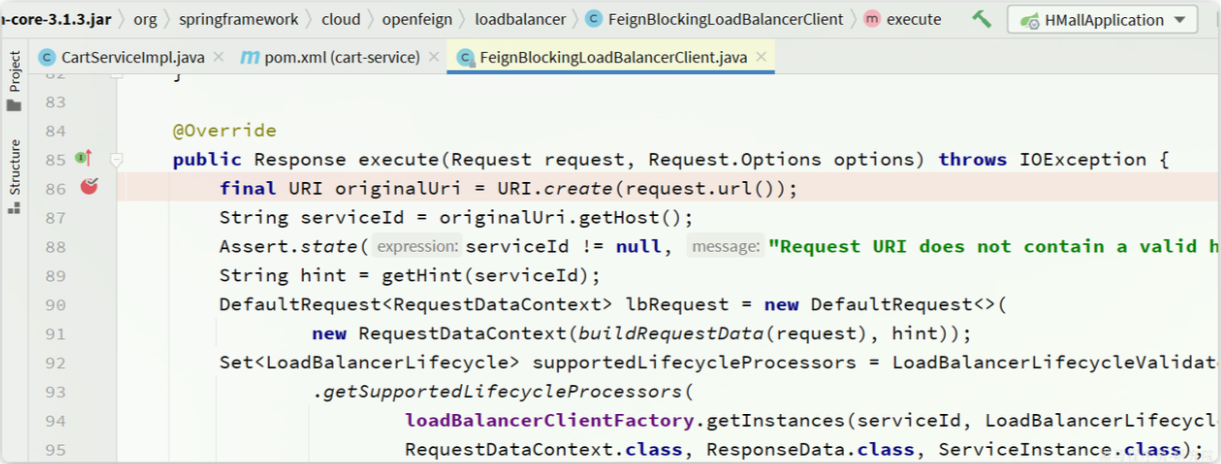 n-core-3.1.3.jar org springframework cloud openfeign loadbalancer FeignBlockingLoadBalancerClient execute HMallApplication
CartServiceImpl.java pom.xml (cart-service) FeignBlockingLoadBalancerClient.java
Project
Structure
82 }
83
84 @Override
85 public Response execute(Request request, Request.Options options) throws IOException {
86 final URI originalUri = URI.create(request.url());
87 String serviceId = originalUri.getHost();
88 Assert.state( expression: serviceId != null, message: "Request URI does not contain a valid h
89 String hint = getHint(serviceId);
90 DefaultRequest<RequestDataContext> lbRequest = new DefaultRequest<>(
91 new RequestDataContext(buildRequestData(request), hint));
92 Set<LoadBalancerLifecycle> supportedLifecycleProcessors = LoadBalancerLifecycleValidat
93 .getSupportedLifecycleProcessors(
94 loadBalancerClientFactory.getInstances(serviceId, LoadBalancerLifecycl
95 RequestDataContext.class, ResponseData.class, ServiceInstance.class);